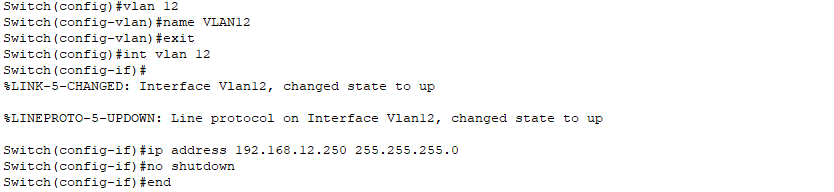 Switch(config)#vlan 12
Switch(config-vlan)#name VLAN12
Switch(config-vlan)#exit
Switch(config)#int vlan 12
Switch(config-if)#
%LINK-5-CHANGED: Interface Vlan12, changed state to up
%LINEPROTO-5-UPDOWN: Line protocol on Interface Vlan12, changed state to up
Switch(config-if)#ip address 192.168.12.250 255.255.255.0
Switch(config-if)#no shutdown
Switch(config-if)#end